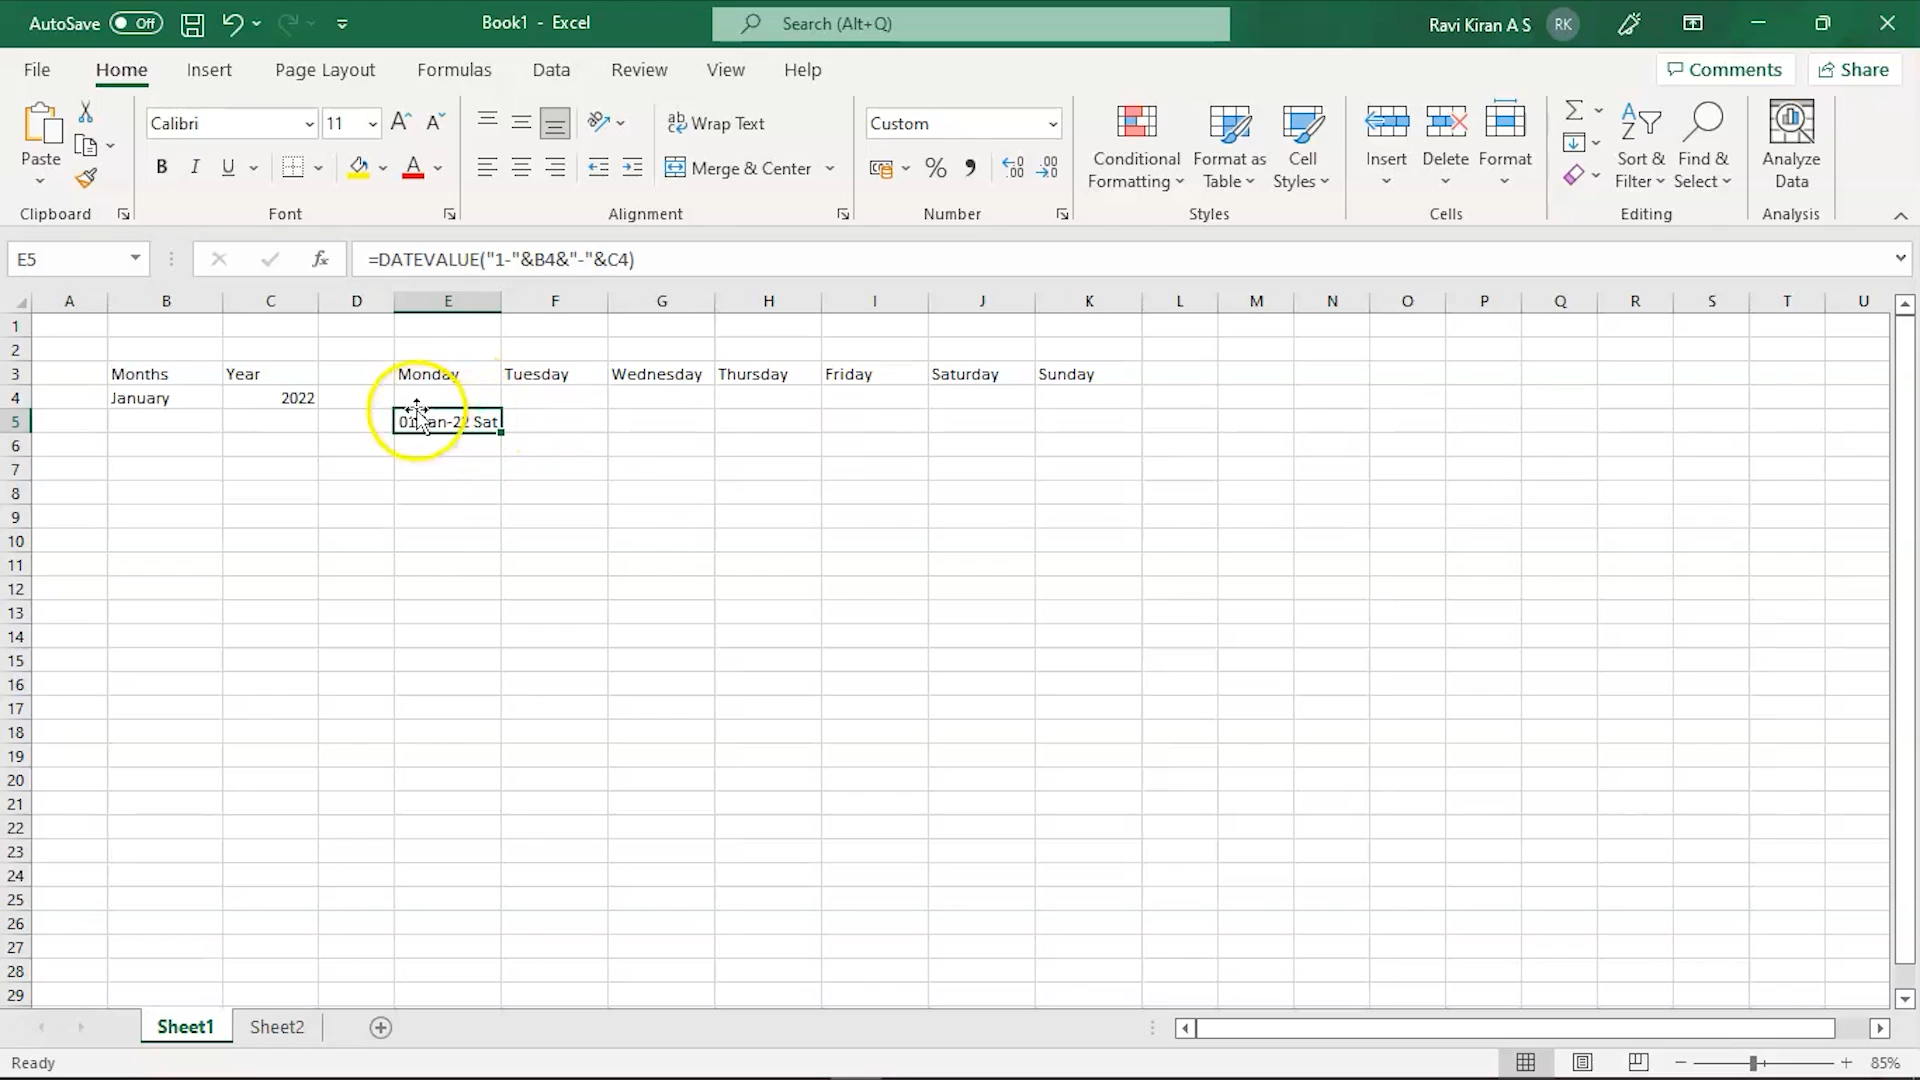 AutoSave Off Book1 - Excel Search (Alt+Q) Ravi Kiran A S RK
File Home Insert Page Layout Formulas Data Review View Help Comments Share
Calibri 11 Wrap Text Custom
Paste B I U Merge & Center % Conditional Formatting Format as Table Cell Styles Insert Delete Format Sort & Filter Find & Select Analyze Data
Clipboard Font Alignment Number Styles Cells Editing Analysis
E5 fx =DATEVALUE("1-"&B4&"-"&C4)
A B C D E F G H I J K L M N O P Q R S T U
1
2
3 Months Year Monday Tuesday Wednesday Thursday Friday Saturday Sunday
4 January 2022
5 01-Jan-22 Sat
6
7
8
9
10
11
12
13
14
15
16
17
18
19
20
21
22
23
24
25
26
27
28
29
Sheet1 Sheet2
Ready 85%